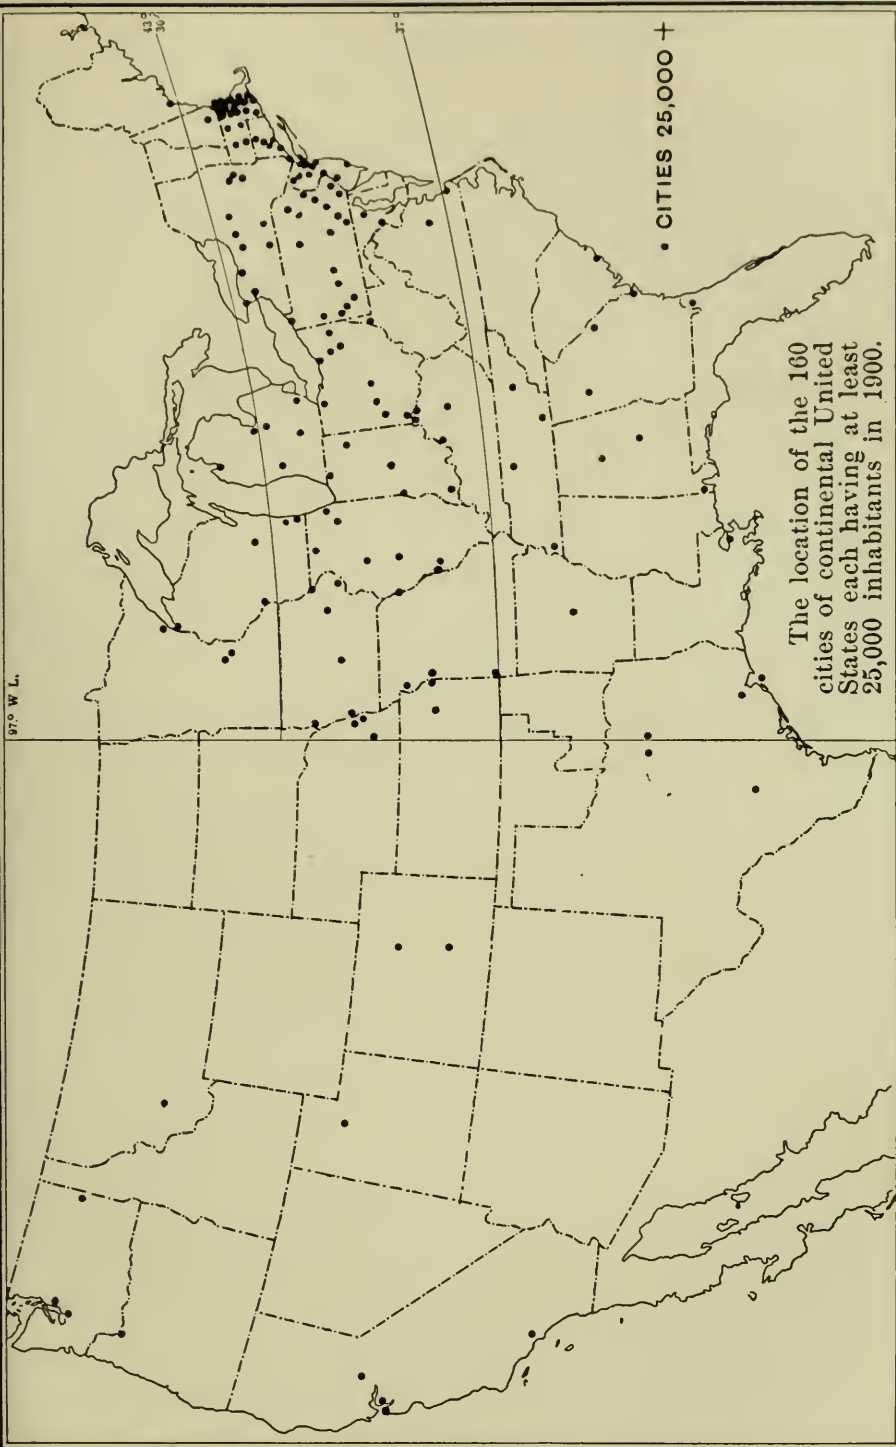 97° W L.
43°
30'
37°
• CITIES 25,000 +
The location of the 160
cities of continental United
States each having at least
25,000 inhabitants in 1900.